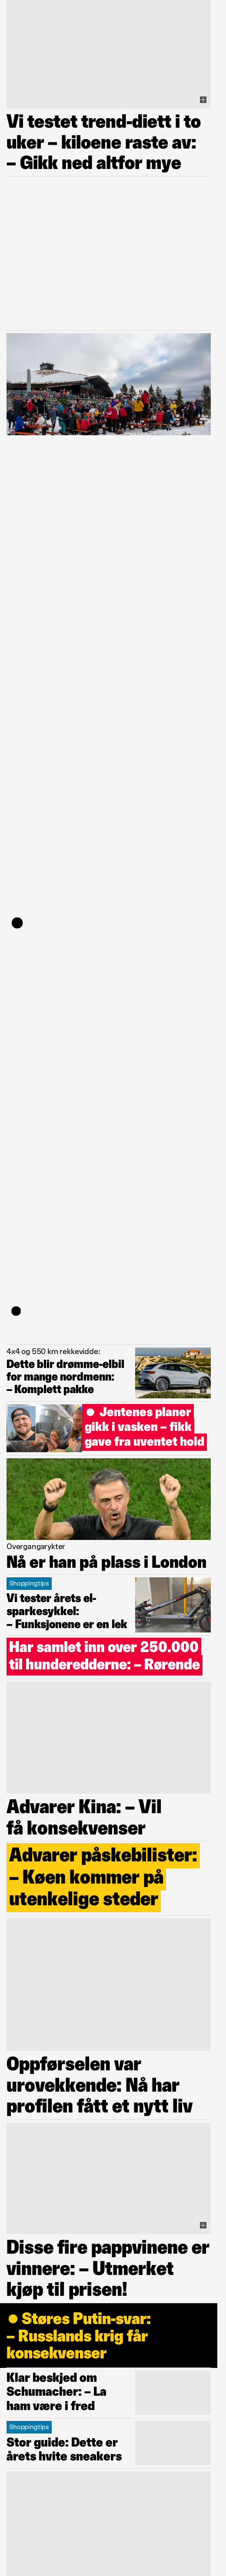 Vi testet trend-diett i to
uker – kiloene raste av:
– Gikk ned altfor mye
4x4 og 550 km rekkevidde:
Dette blir drømme-elbil
for mange nordmenn:
– Komplett pakke
Jentenes planer
gikk i vasken – fikk
gave fra uventet hold
Overgangsrykter
Nå er han på plass i London
Shoppingtips
Vi tester årets el-
sparkesykkel:
– Funksjonene er en lek
Har samlet inn over 250.000
til hunderedderne: – Rørende
Advarer Kina: – Vil
få konsekvenser
Advarer påskebilister:
– Køen kommer på
utenkelige steder
Oppførselen var
urovekkende: Nå har
profilen fått et nytt liv
Disse fire pappvinene er
vinnere: – Utmerket
kjøp til prisen!
Støres Putin-svar:
– Russlands krig får
konsekvenser
Klar beskjed om
Schumacher: – La
ham være i fred
Shoppingtips
Stor guide: Dette er
årets hvite sneakers